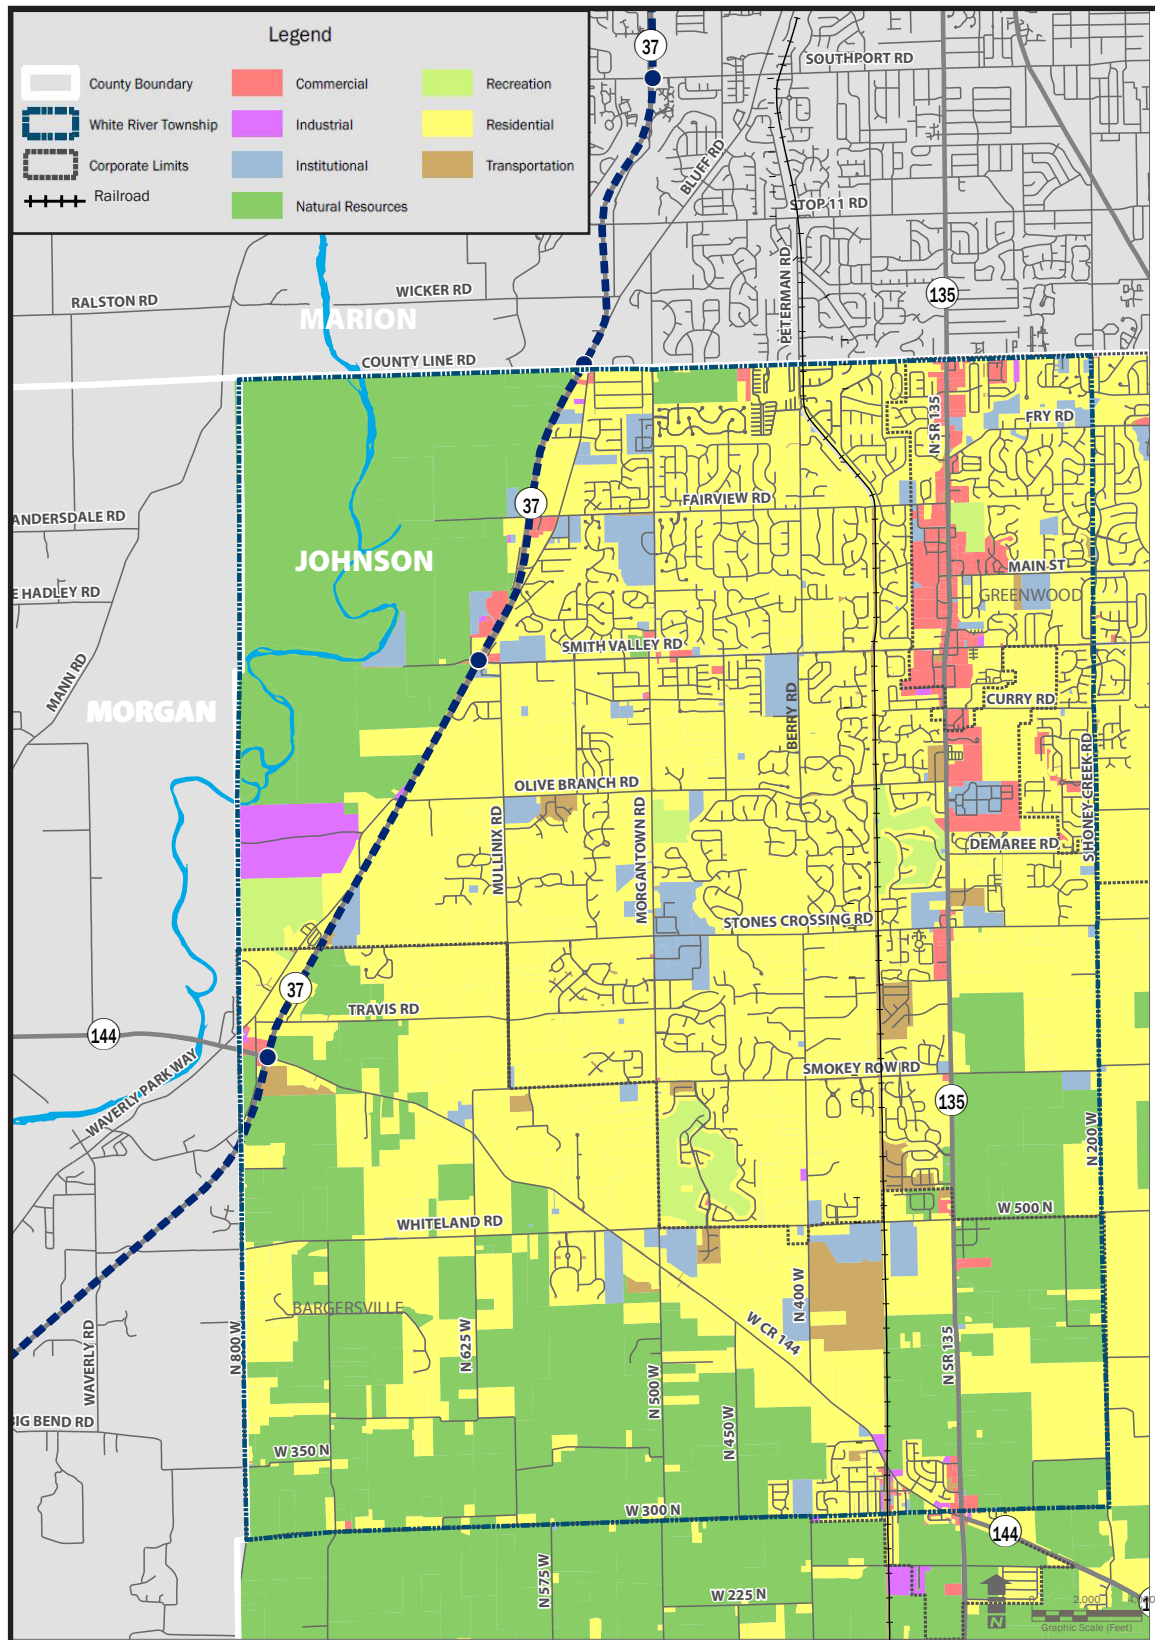 Legend
County Boundary
White River Township
Corporate Limits
Railroad
Commercial
Industrial
Institutional
Natural Resources
Recreation
Residential
Transportation
37
SOUTHPORT RD
BLUFF RD
STOP 11 RD
PETERMAN RD
WICKER RD
RALSTON RD
135
MARION
COUNTY LINE RD
N SR 135
FRY RD
FAIRVIEW RD
37
ANDERSDALE RD
JOHNSON
MAIN ST
GREENWOOD
E HADLEY RD
SMITH VALLEY RD
MANN RD
MORGAN
BERRY RD
CURRY RD
S HONEY CREEK RD
OLIVE BRANCH RD
MULLINIX RD
MORGANTOWN RD
DEMAREE RD
STONES CROSSING RD
37
TRAVIS RD
144
SMOKEY ROW RD
WAVERLY PARK WAY
135
N 200 W
W 500 N
WHITELAND RD
N 400 W
BARGERSVILLE
W CR 144
N 800 W
WAVERLY RD
N 625 W
N 500 W
N 450 W
N SR 135
BIG BEND RD
W 350 N
W 300 N
144
N 575 W
W 225 N
N
0 2,000 4,000
Graphic Scale (Feet)